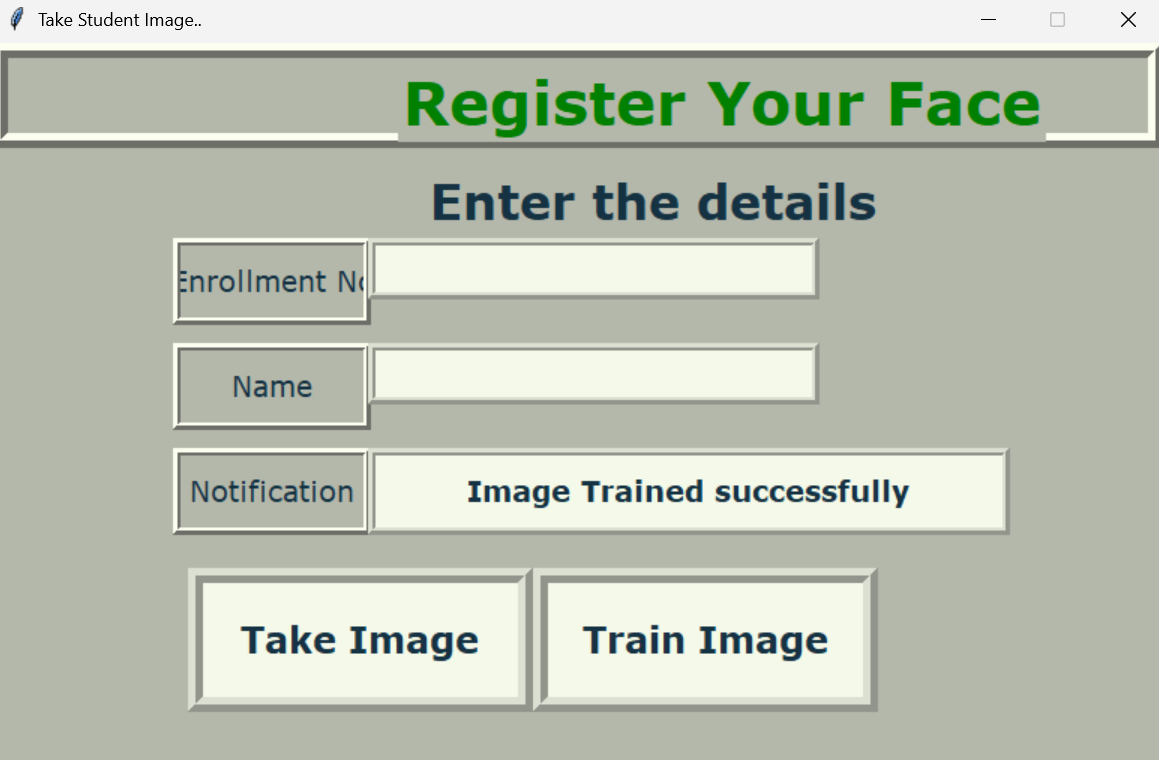 Take Student Image..
Register Your Face
Enter the details
Enrollment No
Name
Notification Image Trained successfully
Take Image Train Image